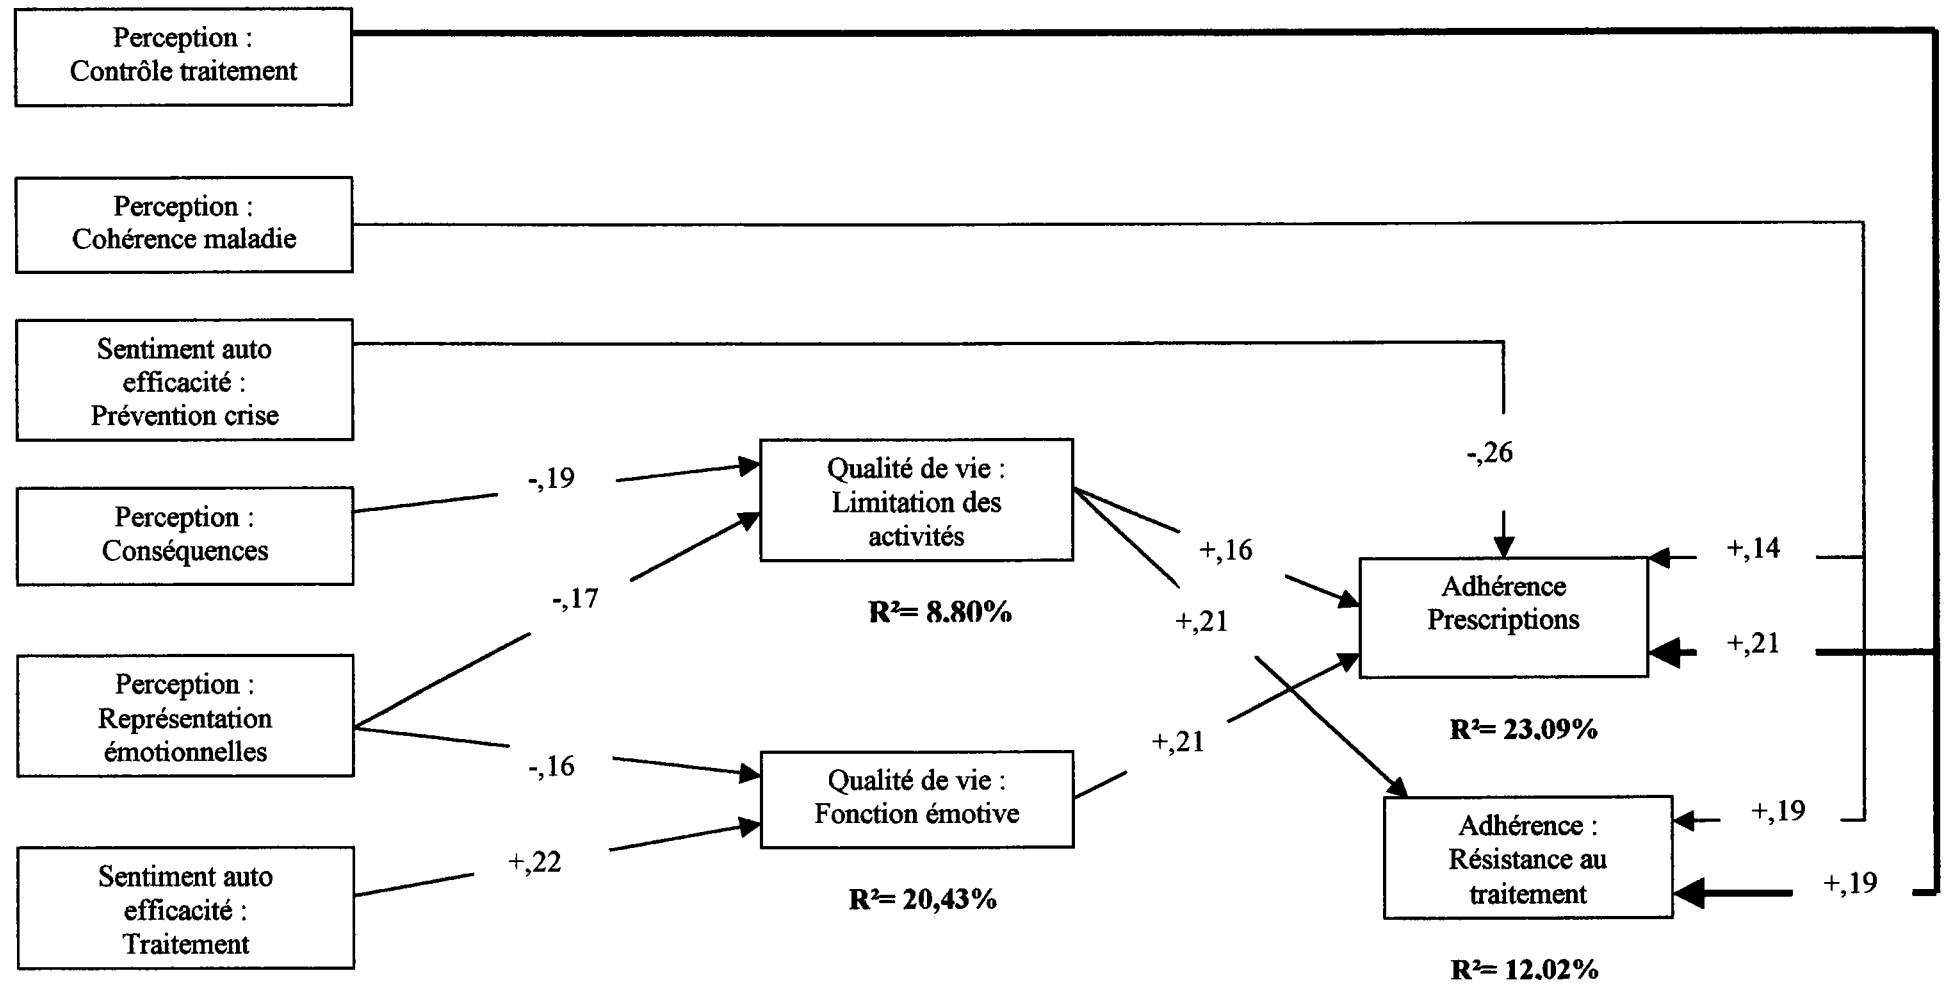 Perception :
Contrôle traitement
Perception :
Cohérence maladie
Sentiment auto
efficacité :
Prévention crise
-,26
Qualité de vie :
Limitation des
activités
-,19
Perception :
Conséquences
+,16
+,14
Adhérence
Prescriptions
-,17
R²= 8.80%
+,21
+,21
Perception :
Représentation
émotionnelles
R²= 23,09%
+,21
-,16
Qualité de vie :
Fonction émotive
+,19
Adhérence :
Résistance au
traitement
+,22
+,19
Sentiment auto
efficacité :
Traitement
R²= 20,43%
R²= 12,02%